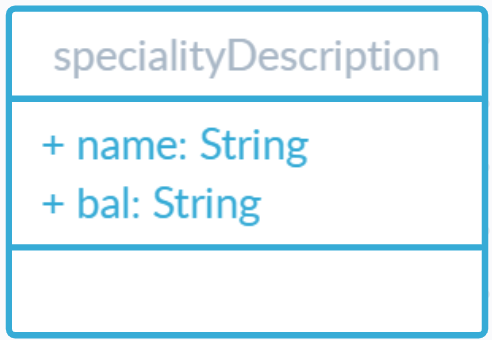 specialityDescription
+ name: String
+ bal: String